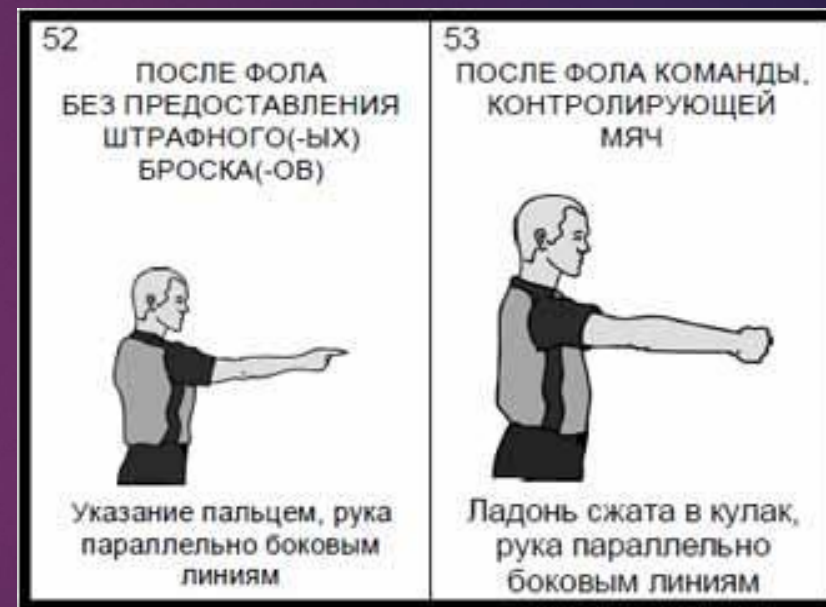 52
ПОСЛЕ ФОЛА
БЕЗ ПРЕДОСТАВЛЕНИЯ
ШТРАФНОГО(-ЫХ)
БРОСКА(-ОВ)
Указание пальцем, рука
параллельно боковым
линиям
53
ПОСЛЕ ФОЛА КОМАНДЫ,
КОНТРОЛИРУЮЩЕЙ
МЯЧ
Ладонь сжата в кулак,
рука параллельно
боковым линиям